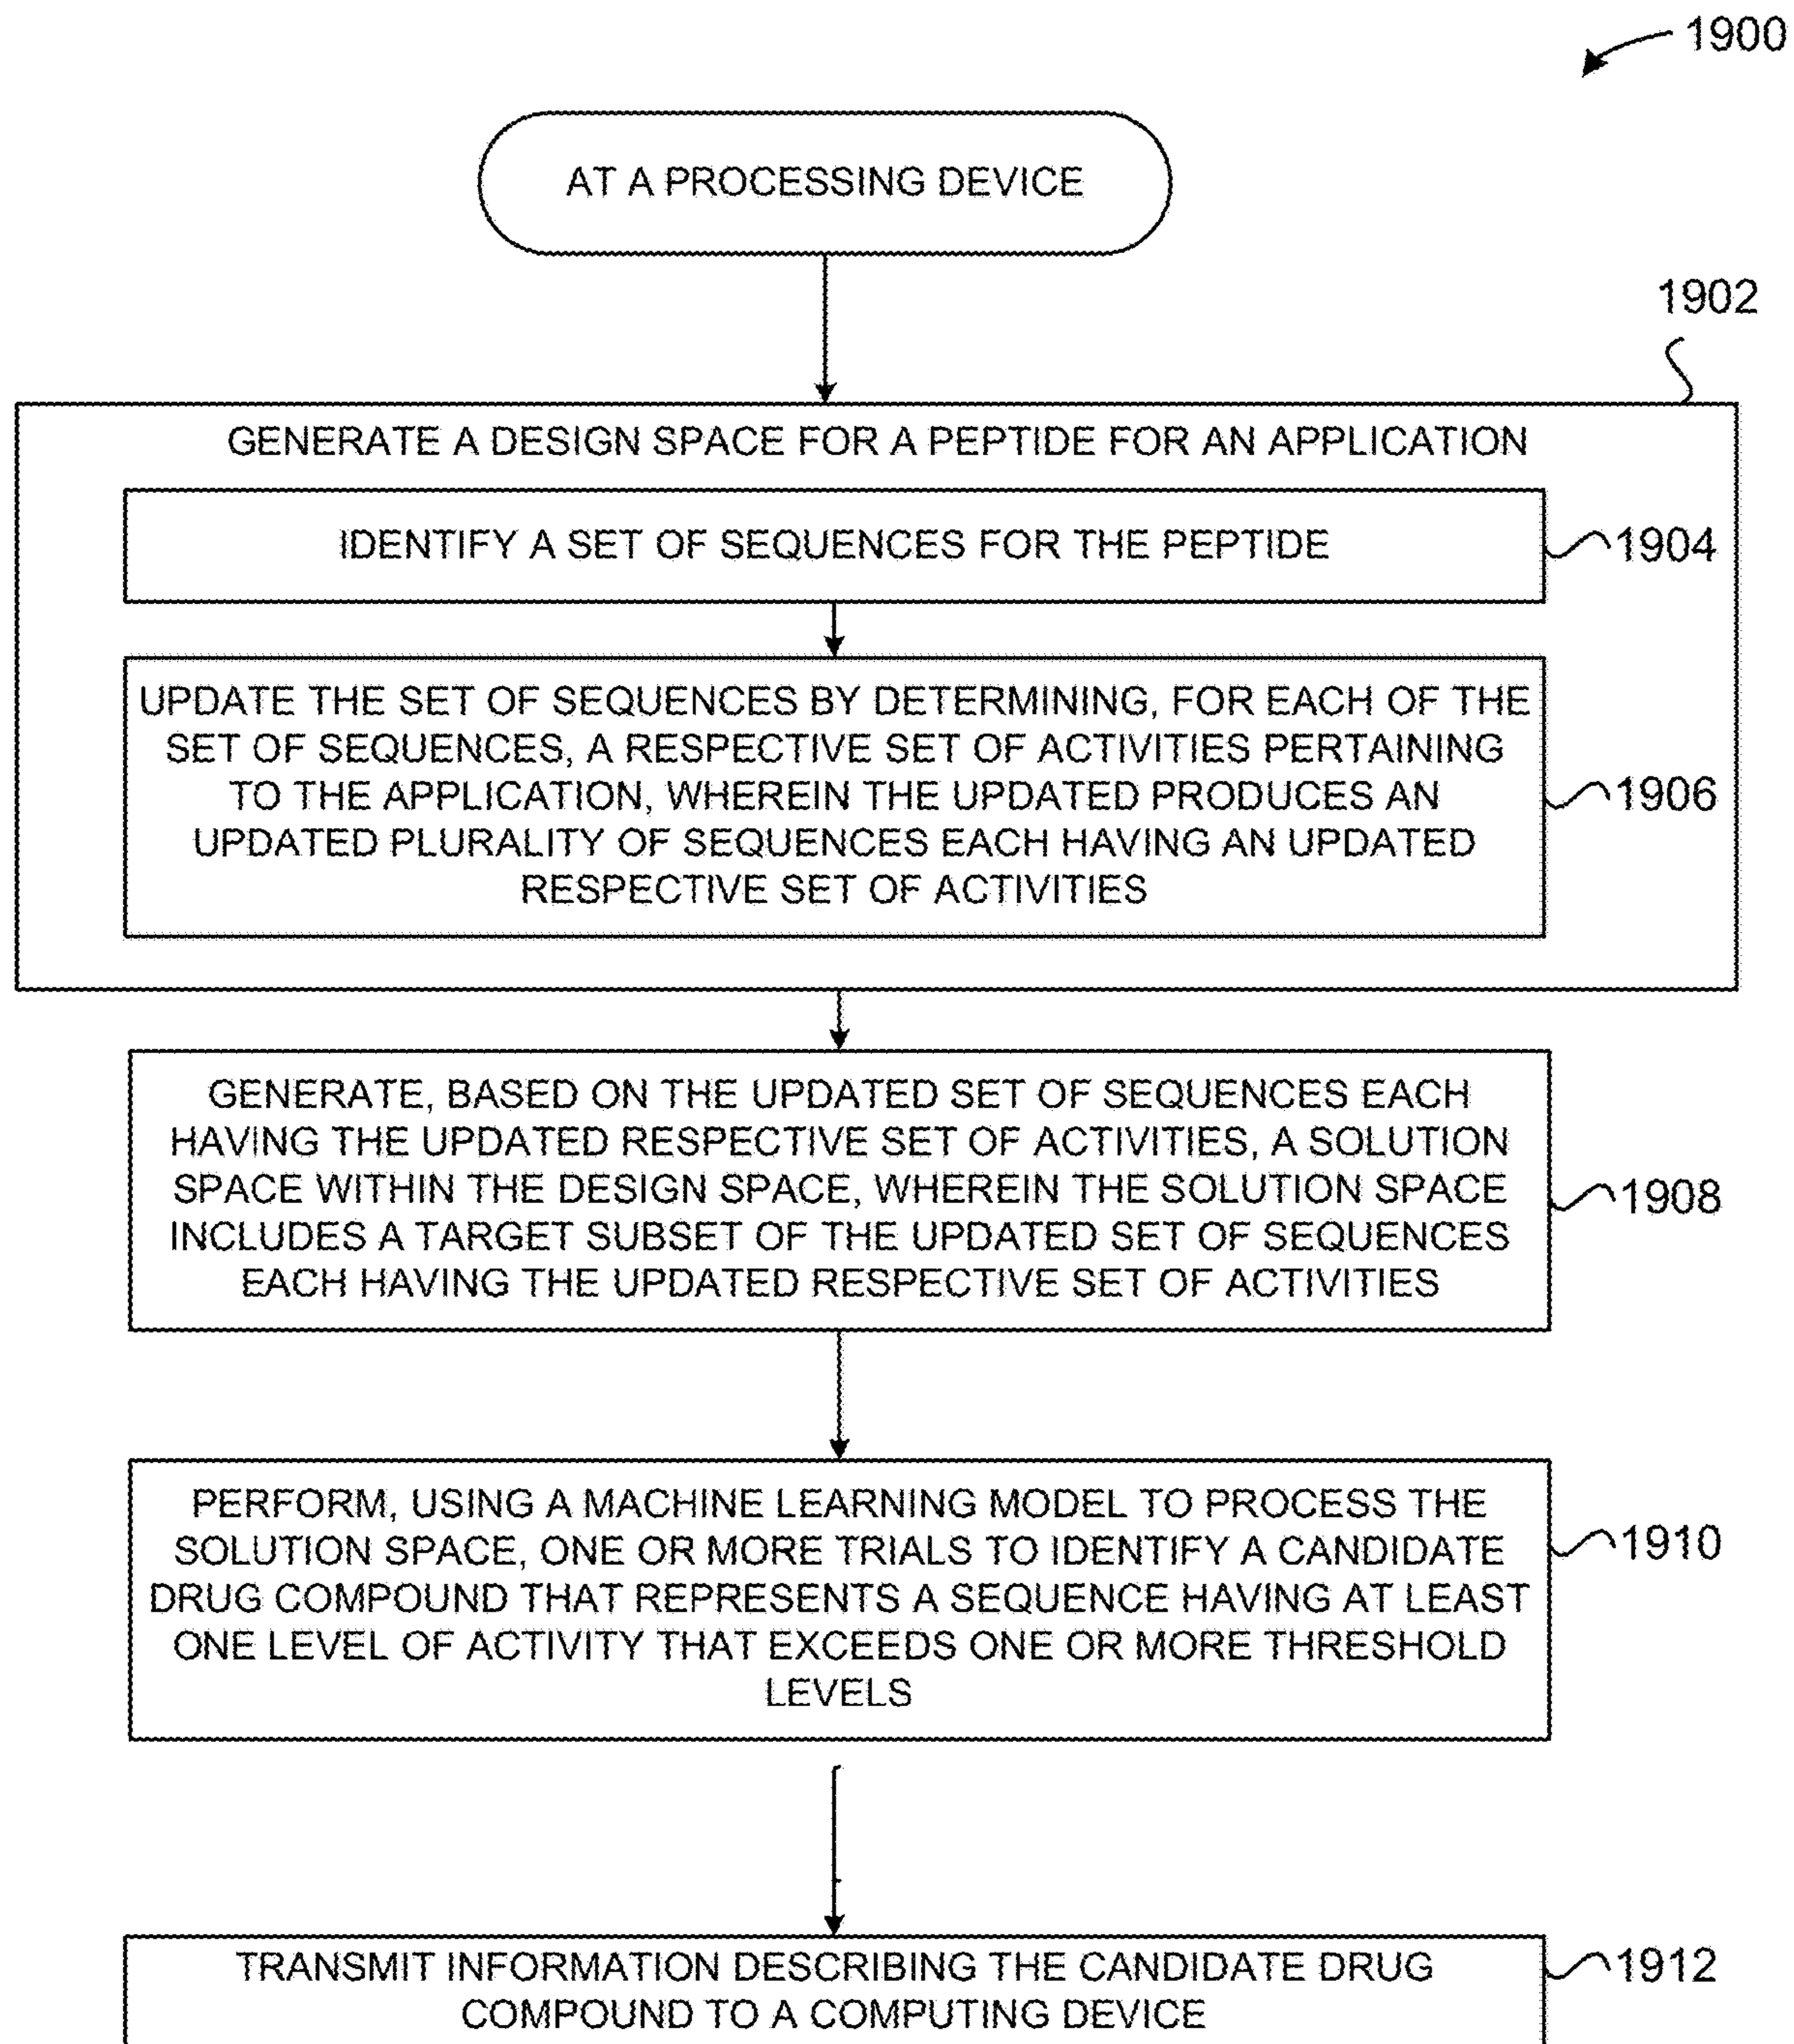 1900
AT A PROCESSING DEVICE
1902
GENERATE A DESIGN SPACE FOR A PEPTIDE FOR AN APPLICATION
IDENTIFY A SET OF SEQUENCES FOR THE PEPTIDE
1904
UPDATE THE SET OF SEQUENCES BY DETERMINING, FOR EACH OF THE
SET OF SEQUENCES, A RESPECTIVE SET OF ACTIVITIES PERTAINING
TO THE APPLICATION, WHEREIN THE UPDATED PRODUCES AN
UPDATED PLURALITY OF SEQUENCES EACH HAVING AN UPDATED
RESPECTIVE SET OF ACTIVITIES
1906
GENERATE, BASED ON THE UPDATED SET OF SEQUENCES EACH
HAVING THE UPDATED RESPECTIVE SET OF ACTIVITIES, A SOLUTION
SPACE WITHIN THE DESIGN SPACE, WHEREIN THE SOLUTION SPACE
INCLUDES A TARGET SUBSET OF THE UPDATED SET OF SEQUENCES
EACH HAVING THE UPDATED RESPECTIVE SET OF ACTIVITIES
1908
PERFORM, USING A MACHINE LEARNING MODEL TO PROCESS THE
SOLUTION SPACE, ONE OR MORE TRIALS TO IDENTIFY A CANDIDATE
DRUG COMPOUND THAT REPRESENTS A SEQUENCE HAVING AT LEAST
ONE LEVEL OF ACTIVITY THAT EXCEEDS ONE OR MORE THRESHOLD
LEVELS
1910
TRANSMIT INFORMATION DESCRIBING THE CANDIDATE DRUG
COMPOUND TO A COMPUTING DEVICE
1912